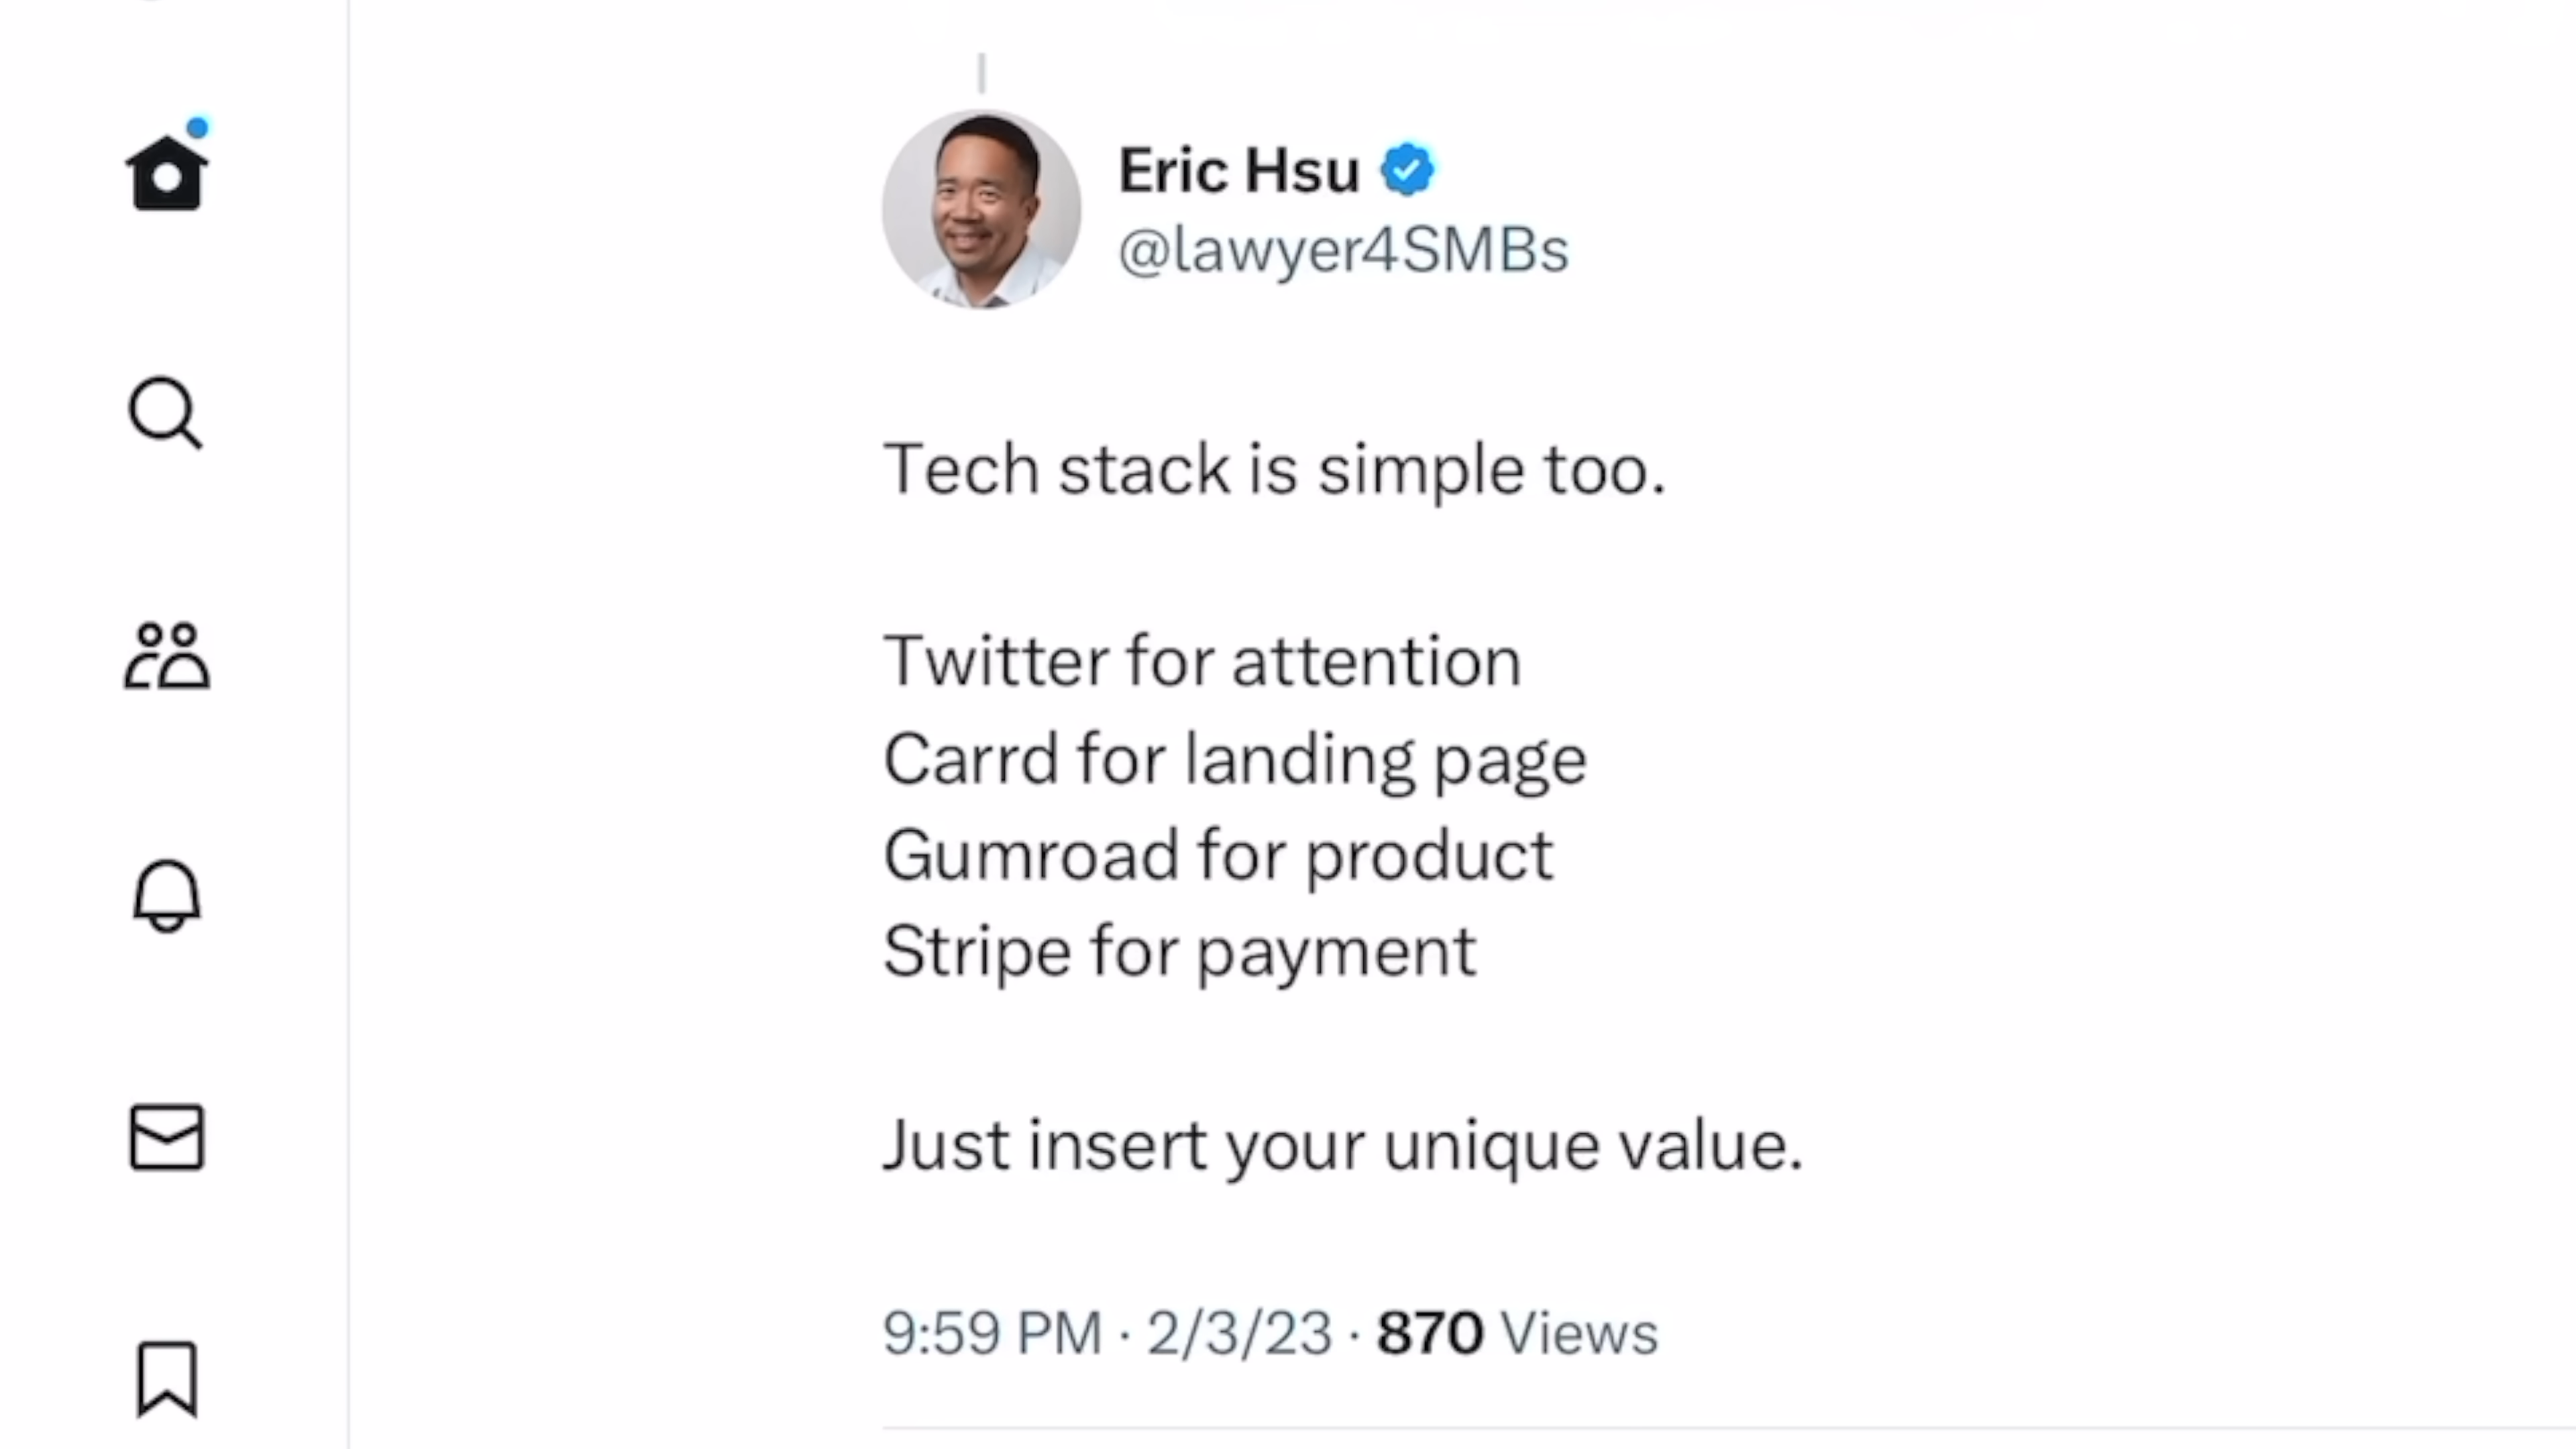 Eric Hsu
@lawyer4SMBs
Tech stack is simple too.
Twitter for attention
Carrd for landing page
Gumroad for product
Stripe for payment
Just insert your unique value.
9:59 PM · 2/3/23 · 870 Views